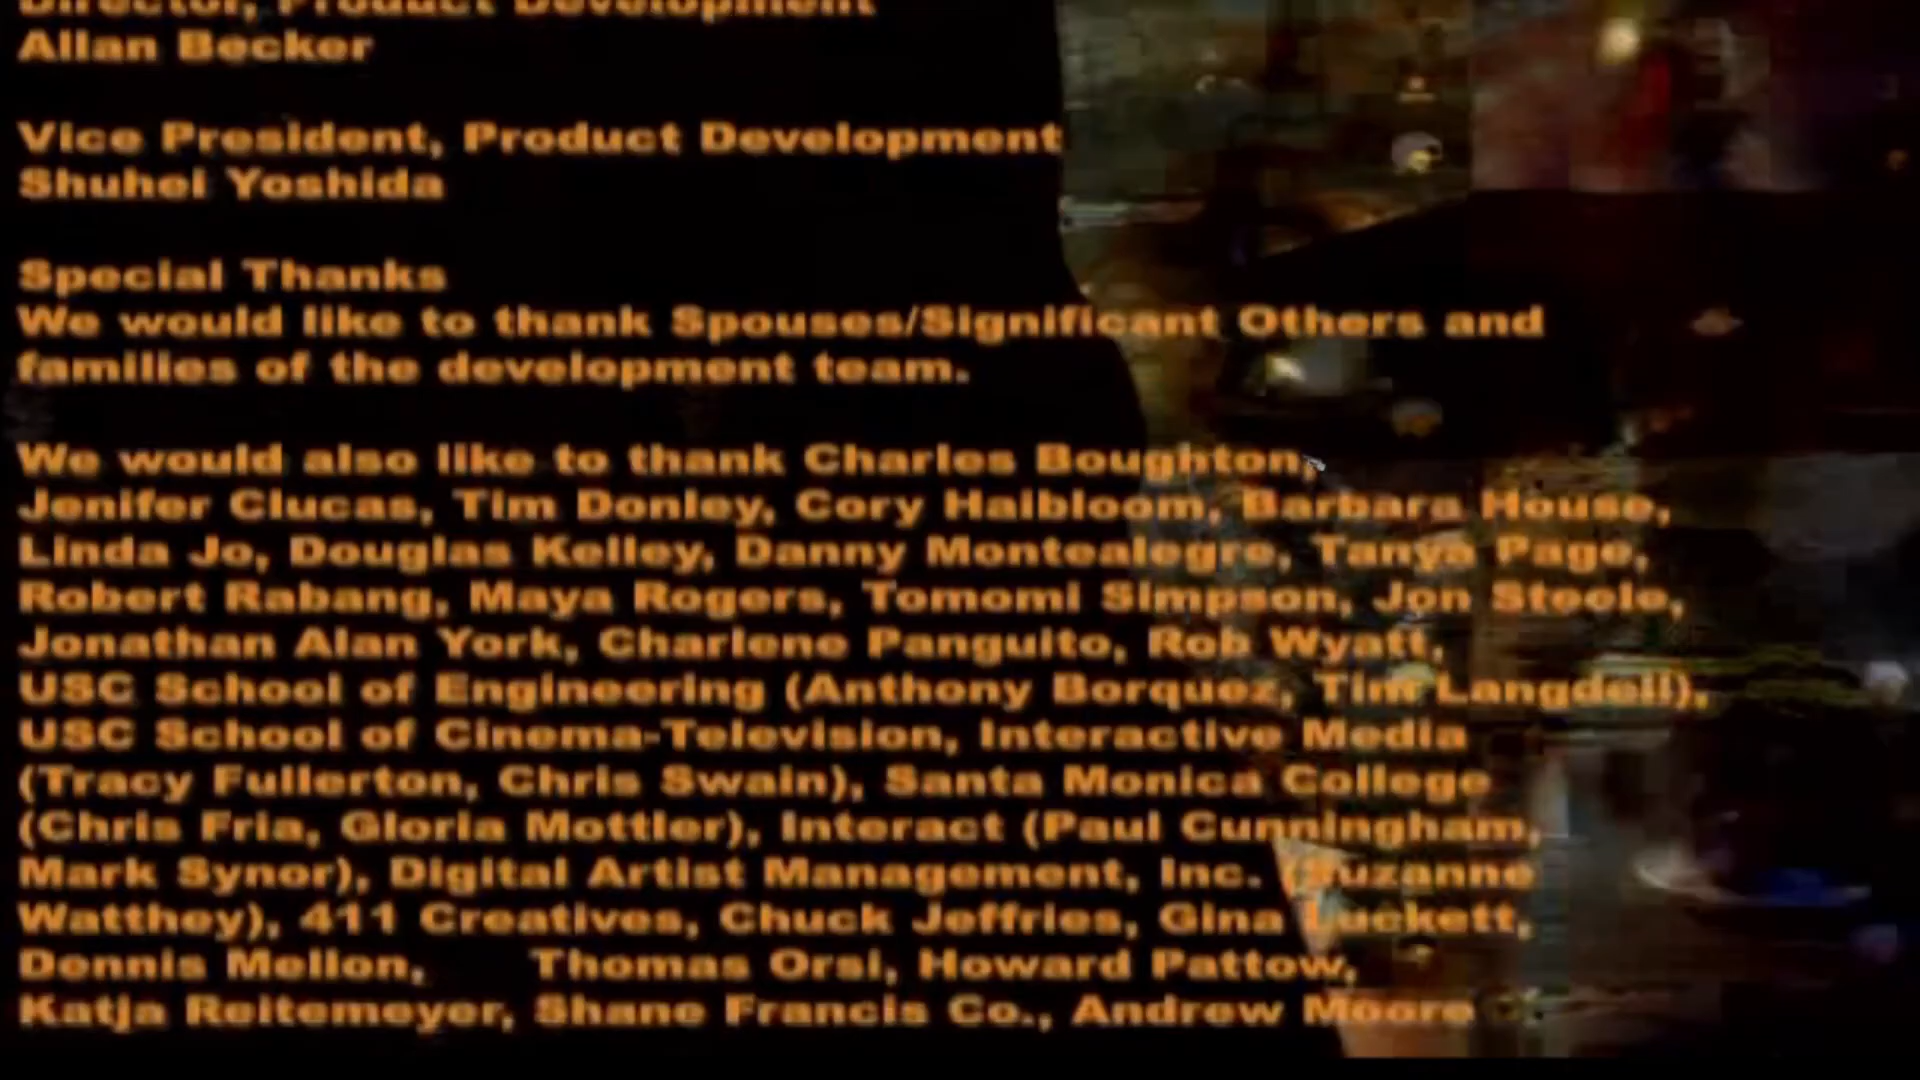 Director, Product Development
Allan Becker
Vice President, Product Development
Shuhei Yoshida
Special Thanks
We would like to thank Spouses/Significant Others and
families of the development team.
We would also like to thank Charles Boughton,
Jenifer Clucas, Tim Donley, Cory Haibloom, Barbara House,
Linda Jo, Douglas Kelley, Danny Montealegre, Tanya Page,
Robert Rabang, Maya Rogers, Tomomi Simpson, Jon Steele,
Jonathan Alan York, Charlene Panguito, Rob Wyatt,
USC School of Engineering (Anthony Borquez, Tim Langdell),
USC School of Cinema-Television, Interactive Media
(Tracy Fullerton, Chris Swain), Santa Monica College
(Chris Fria, Gloria Mottler), Interact (Paul Cunningham,
Mark Synor), Digital Artist Management, Inc. (Suzanne
Watthey), 411 Creatives, Chuck Jeffries, Gina Luckett,
Dennis Mellon, Thomas Orsi, Howard Pattow,
Katja Reitemeyer, Shane Francis Co., Andrew Moore